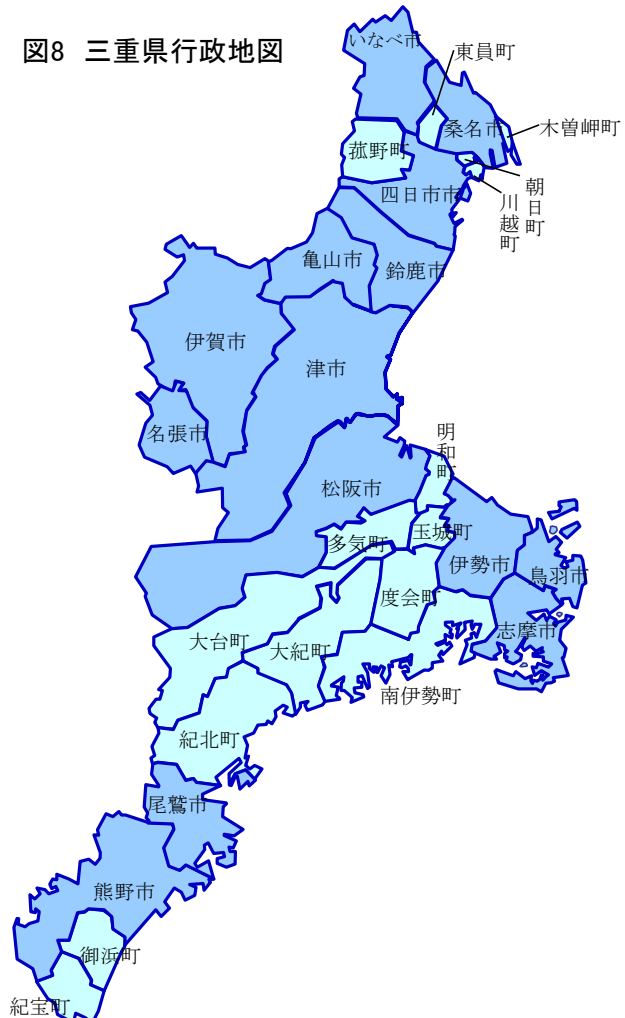 図8 三重県行政地図
いなべ市
東員町
桑名市
木曽岬町
菰野町
朝日町
川越町
四日市市
亀山市
鈴鹿市
伊賀市
津市
名張市
明和町
松阪市
多気町
玉城町
伊勢市
鳥羽市
度会町
志摩市
大台町
大紀町
南伊勢町
紀北町
尾鷲市
熊野市
御浜町
紀宝町